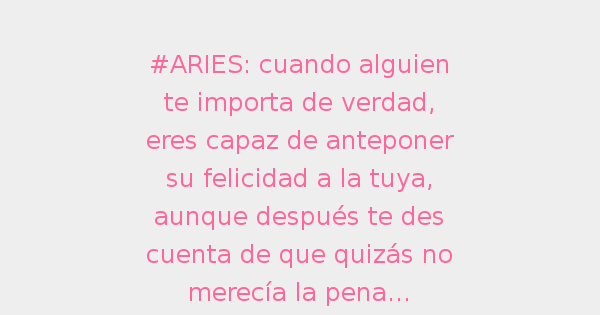 #ARIES: cuando alguien
te importa de verdad,
eres capaz de anteponer
su felicidad a la tuya,
aunque después te des
cuenta de que quizás no
merecía la pena...